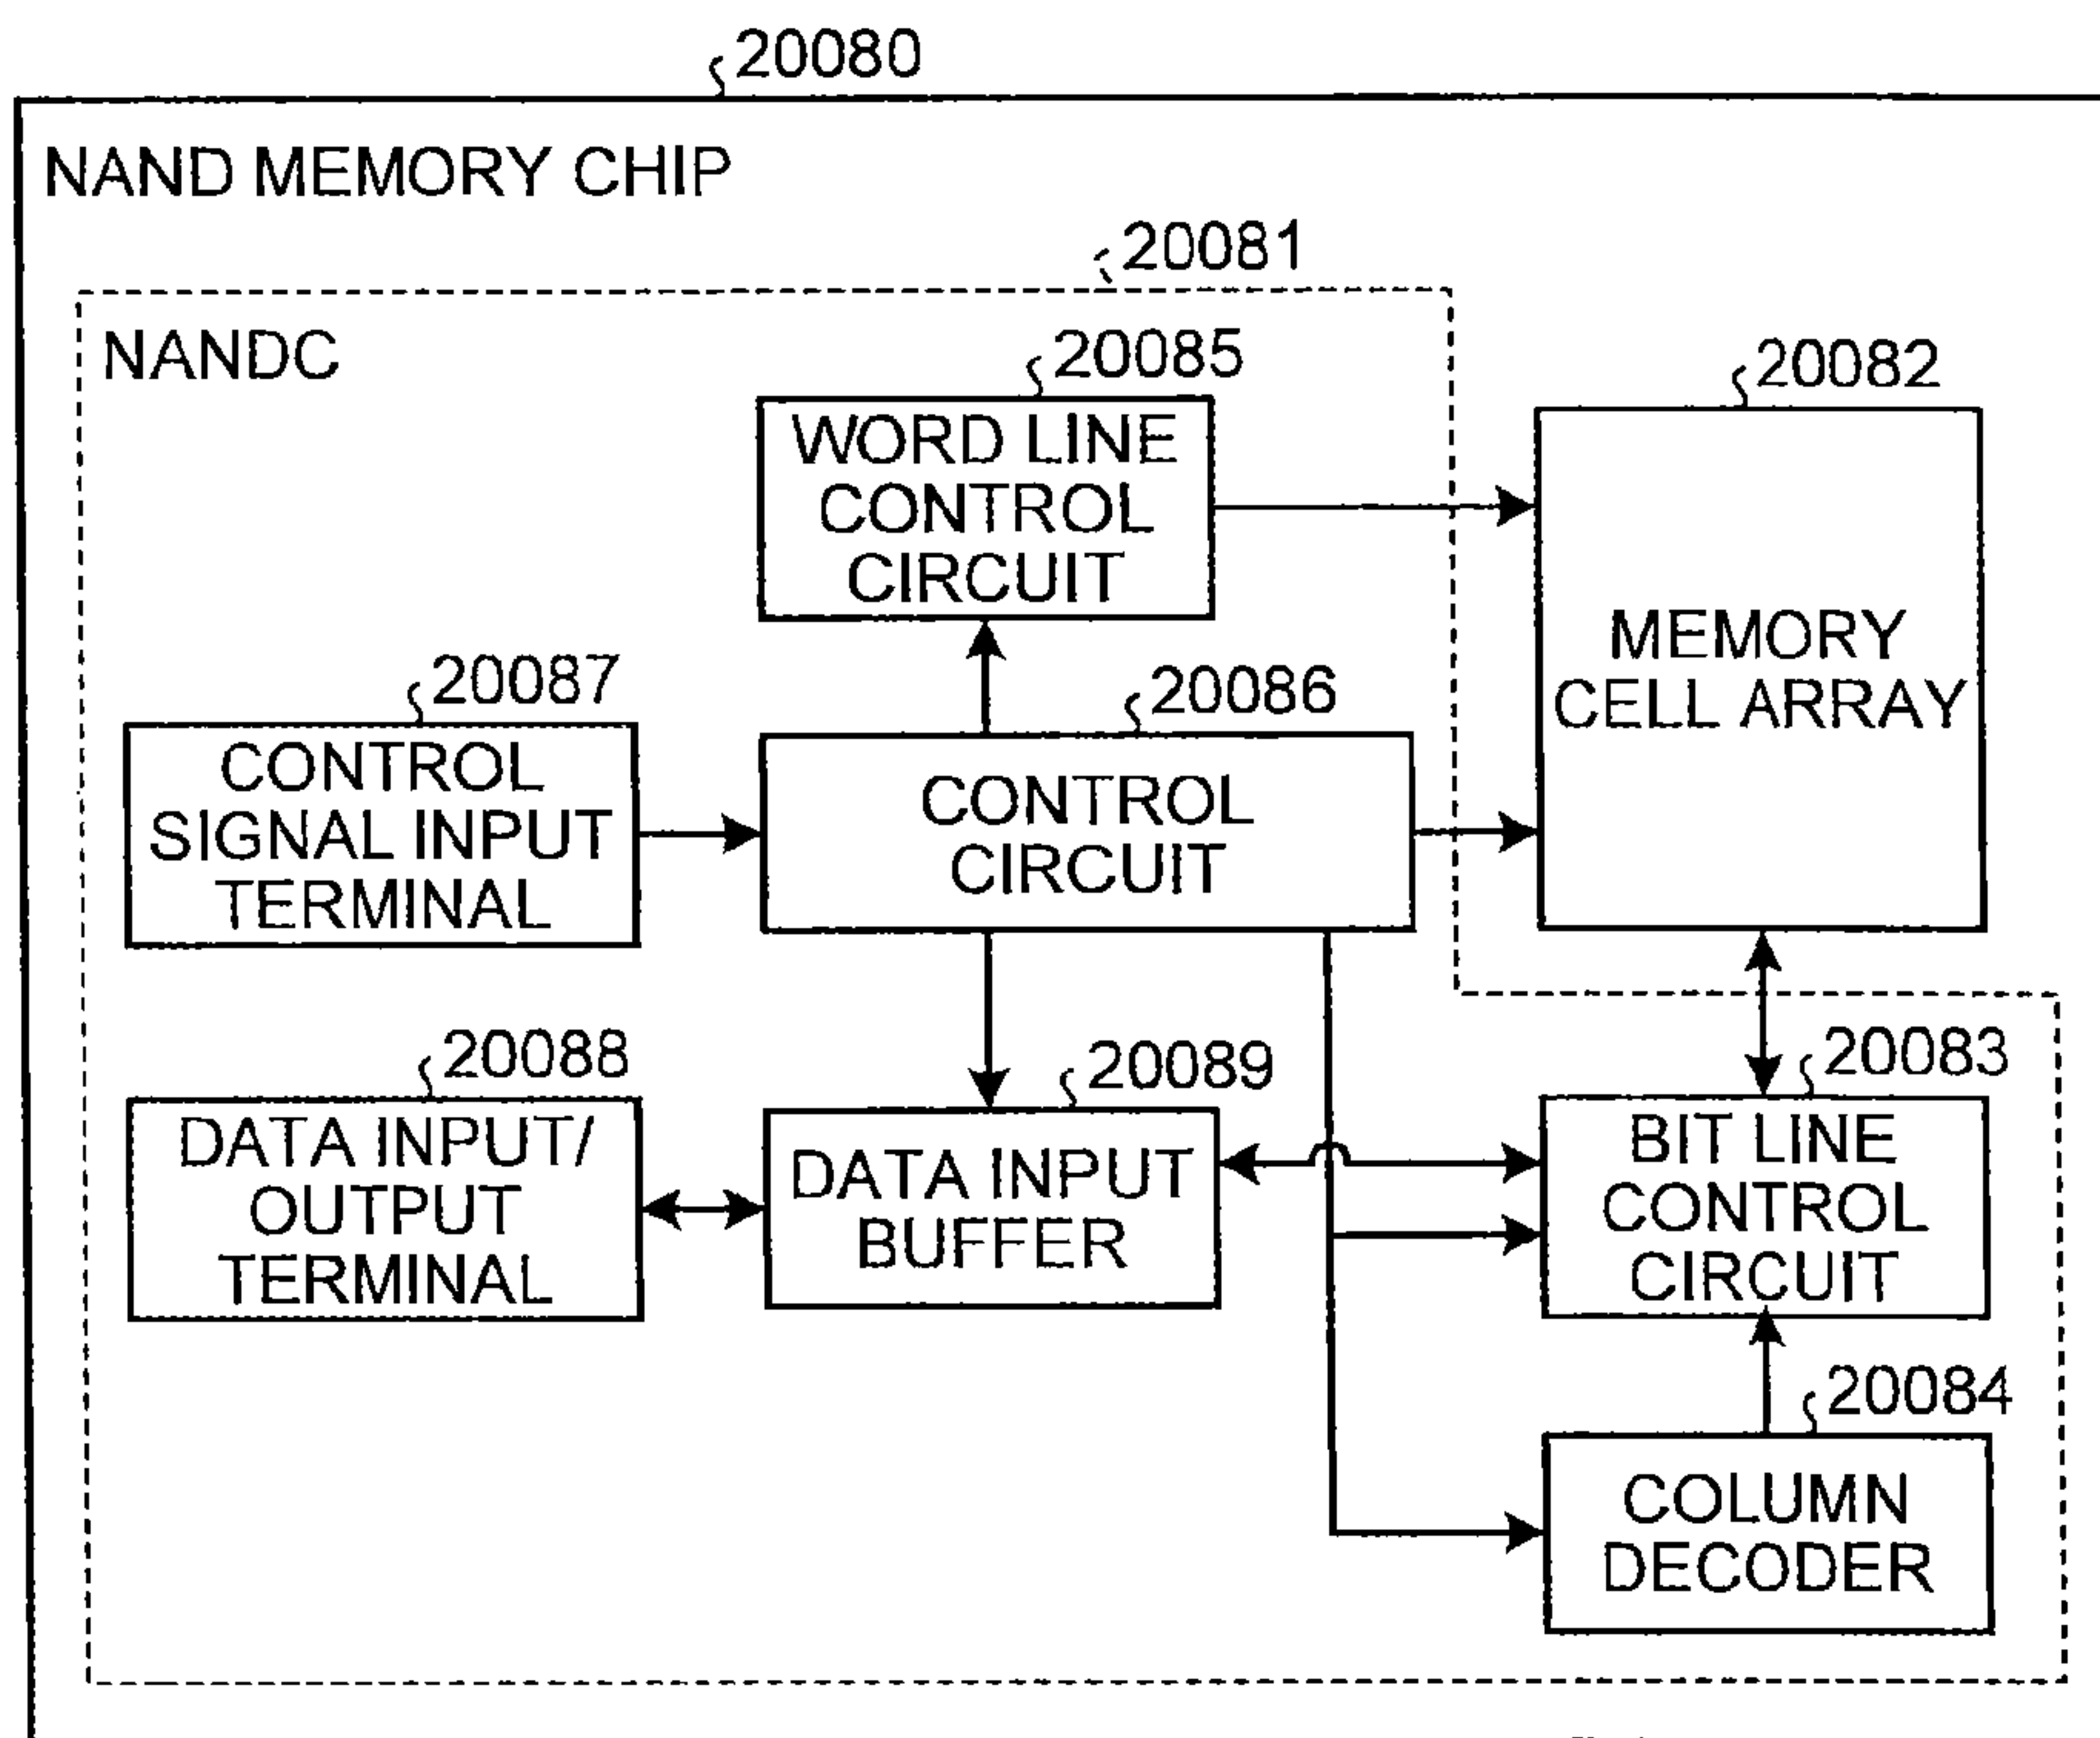 20080
NAND MEMORY CHIP
20081
NANDC
20085
WORD LINE
CONTROL
CIRCUIT
20082
MEMORY
CELL ARRAY
20087
CONTROL
SIGNAL INPUT
TERMINAL
20086
CONTROL
CIRCUIT
20088
DATA INPUT/
OUTPUT
TERMINAL
20089
DATA INPUT
BUFFER
20083
BIT LINE
CONTROL
CIRCUIT
20084
COLUMN
DECODER